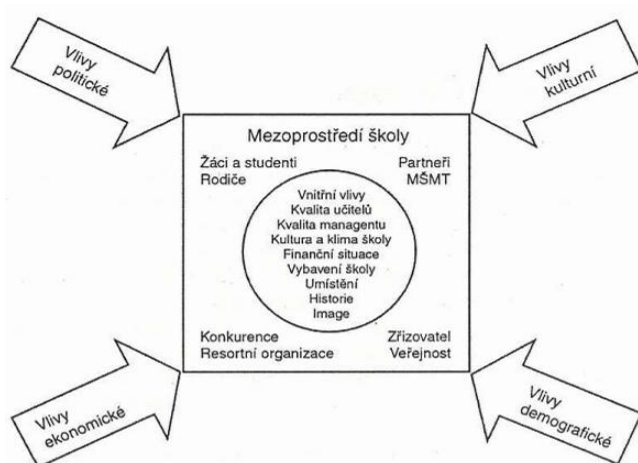 Vlivy
politické
Vlivy
kulturní
Mezoprostředí školy
Žáci a studenti
Rodiče
Partneři
MŠMT
Vnitřní vlivy
Kvalita učitelů
Kvalita managentu
Kultura a klima školy
Finanční situace
Vybavení školy
Umístění
Historie
Image
Konkurence
Resortní organizace
Zřizovatel
Veřejnost
Vlivy
ekonomické
Vlivy
demografické